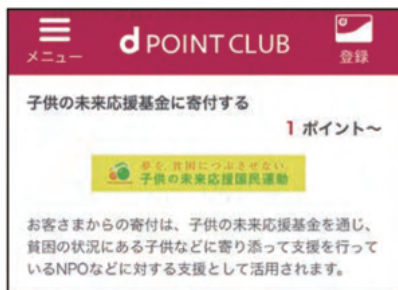 メニュー
d POINT CLUB
登録
子供の未来応援基金に寄付する
1 ポイント～
夢を、貧困につぶさせない。
子供の未来応援国民運動
お客さまからの寄付は、子供の未来応援基金を通じ、
貧困の状況にある子供などに寄り添って支援を行って
いるNPOなどに対する支援として活用されます。